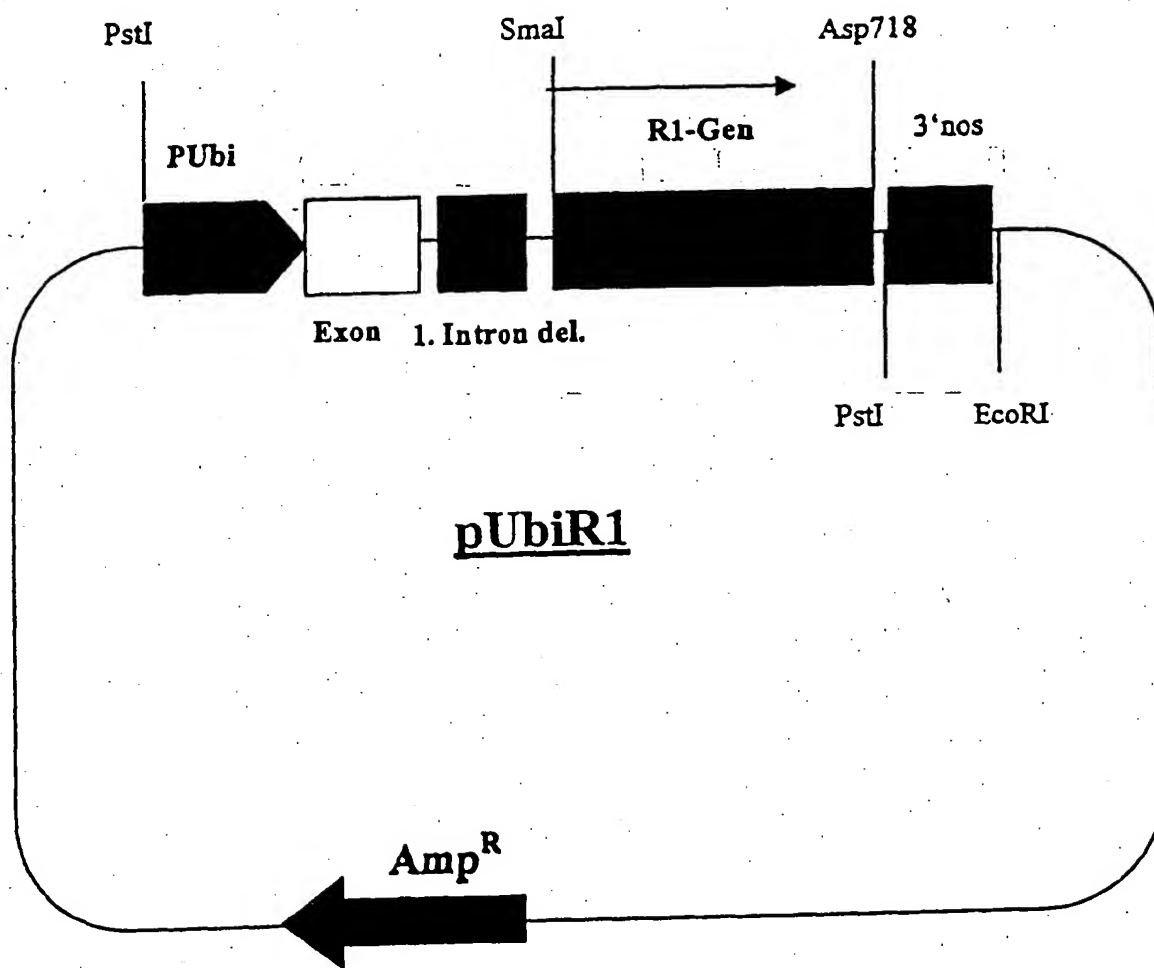 PstI
SmaI
Asp718
R1-Gen
3'nos
PUbi
Exon
1. Intron del.
PstI
EcoRI
pUbiR1
Amp^R